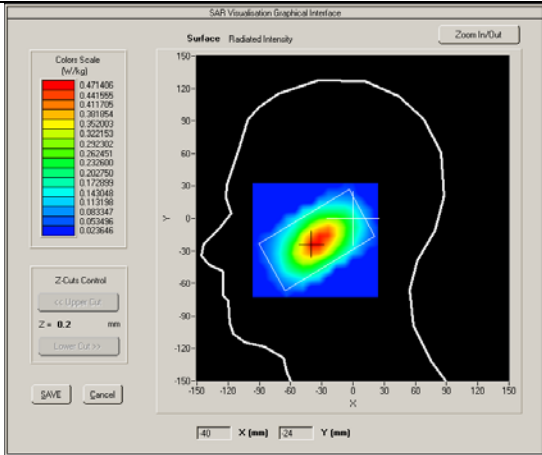 SAR Visualisation Graphical Interface
Surface Radiated Intensity
Zoom In/Out
Colors Scale
(W/kg)
0.471406
0.441555
0.411705
0.381854
0.352003
0.322153
0.292302
0.262451
0.232600
0.202750
0.172899
0.143048
0.113198
0.083347
0.053496
0.023646
150-
120-
90-
60-
30-
0-
-30-
-60-
-90-
-120-
-150-
Y
-150 -120 -90 -60 -30 0 30 60 90 120 150
X
Z-Cuts Control
<< Upper Cut
Z = 0.2 mm
Lower Cut >>
SAVE Cancel
-40 X (mm) -24 Y (mm)